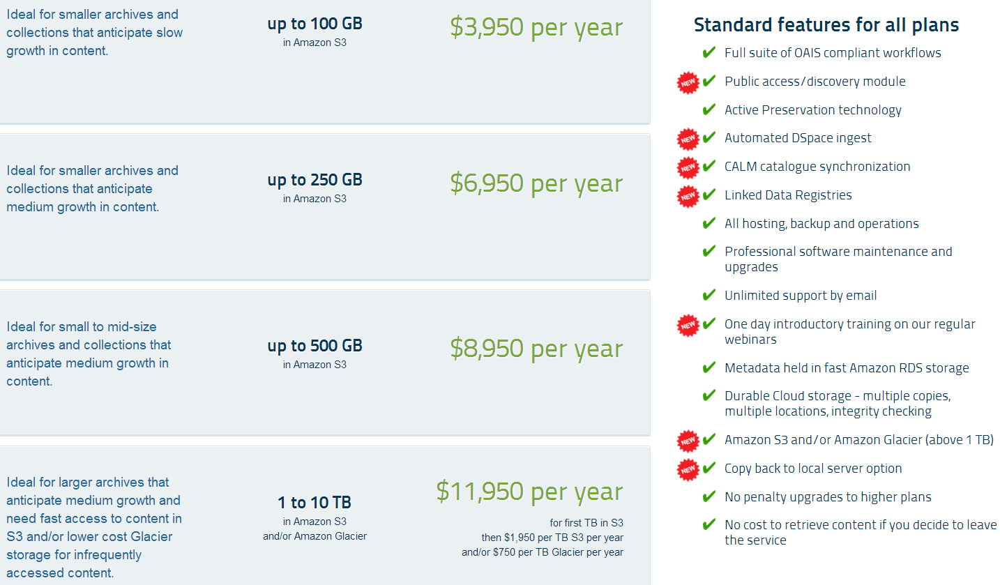 Ideal for smaller archives and
collections that anticipate slow
growth in content.
up to 100 GB
in Amazon S3
$3,950 per year
Ideal for smaller archives and
collections that anticipate
medium growth in content.
up to 250 GB
in Amazon S3
$6,950 per year
Ideal for small to mid-size
archives and collections that
anticipate medium growth in
content.
up to 500 GB
in Amazon S3
$8,950 per year
Ideal for larger archives that
anticipate medium growth and
need fast access to content in
S3 and/or lower cost Glacier
storage for infrequently
accessed content.
1 to 10 TB
in Amazon S3
and/or Amazon Glacier
$11,950 per year
for first TB in S3
then $1,950 per TB S3 per year
and/or $750 per TB Glacier per year
Standard features for all plans
Full suite of OAIS compliant workflows
NEW Public access/discovery module
Active Preservation technology
NEW Automated DSpace ingest
NEW CALM catalogue synchronization
NEW Linked Data Registries
All hosting, backup and operations
Professional software maintenance and
upgrades
Unlimited support by email
NEW One day introductory training on our regular
webinars
Metadata held in fast Amazon RDS storage
Durable Cloud storage - multiple copies,
multiple locations, integrity checking
NEW Amazon S3 and/or Amazon Glacier (above 1 TB)
NEW Copy back to local server option
No penalty upgrades to higher plans
No cost to retrieve content if you decide to leave
the service